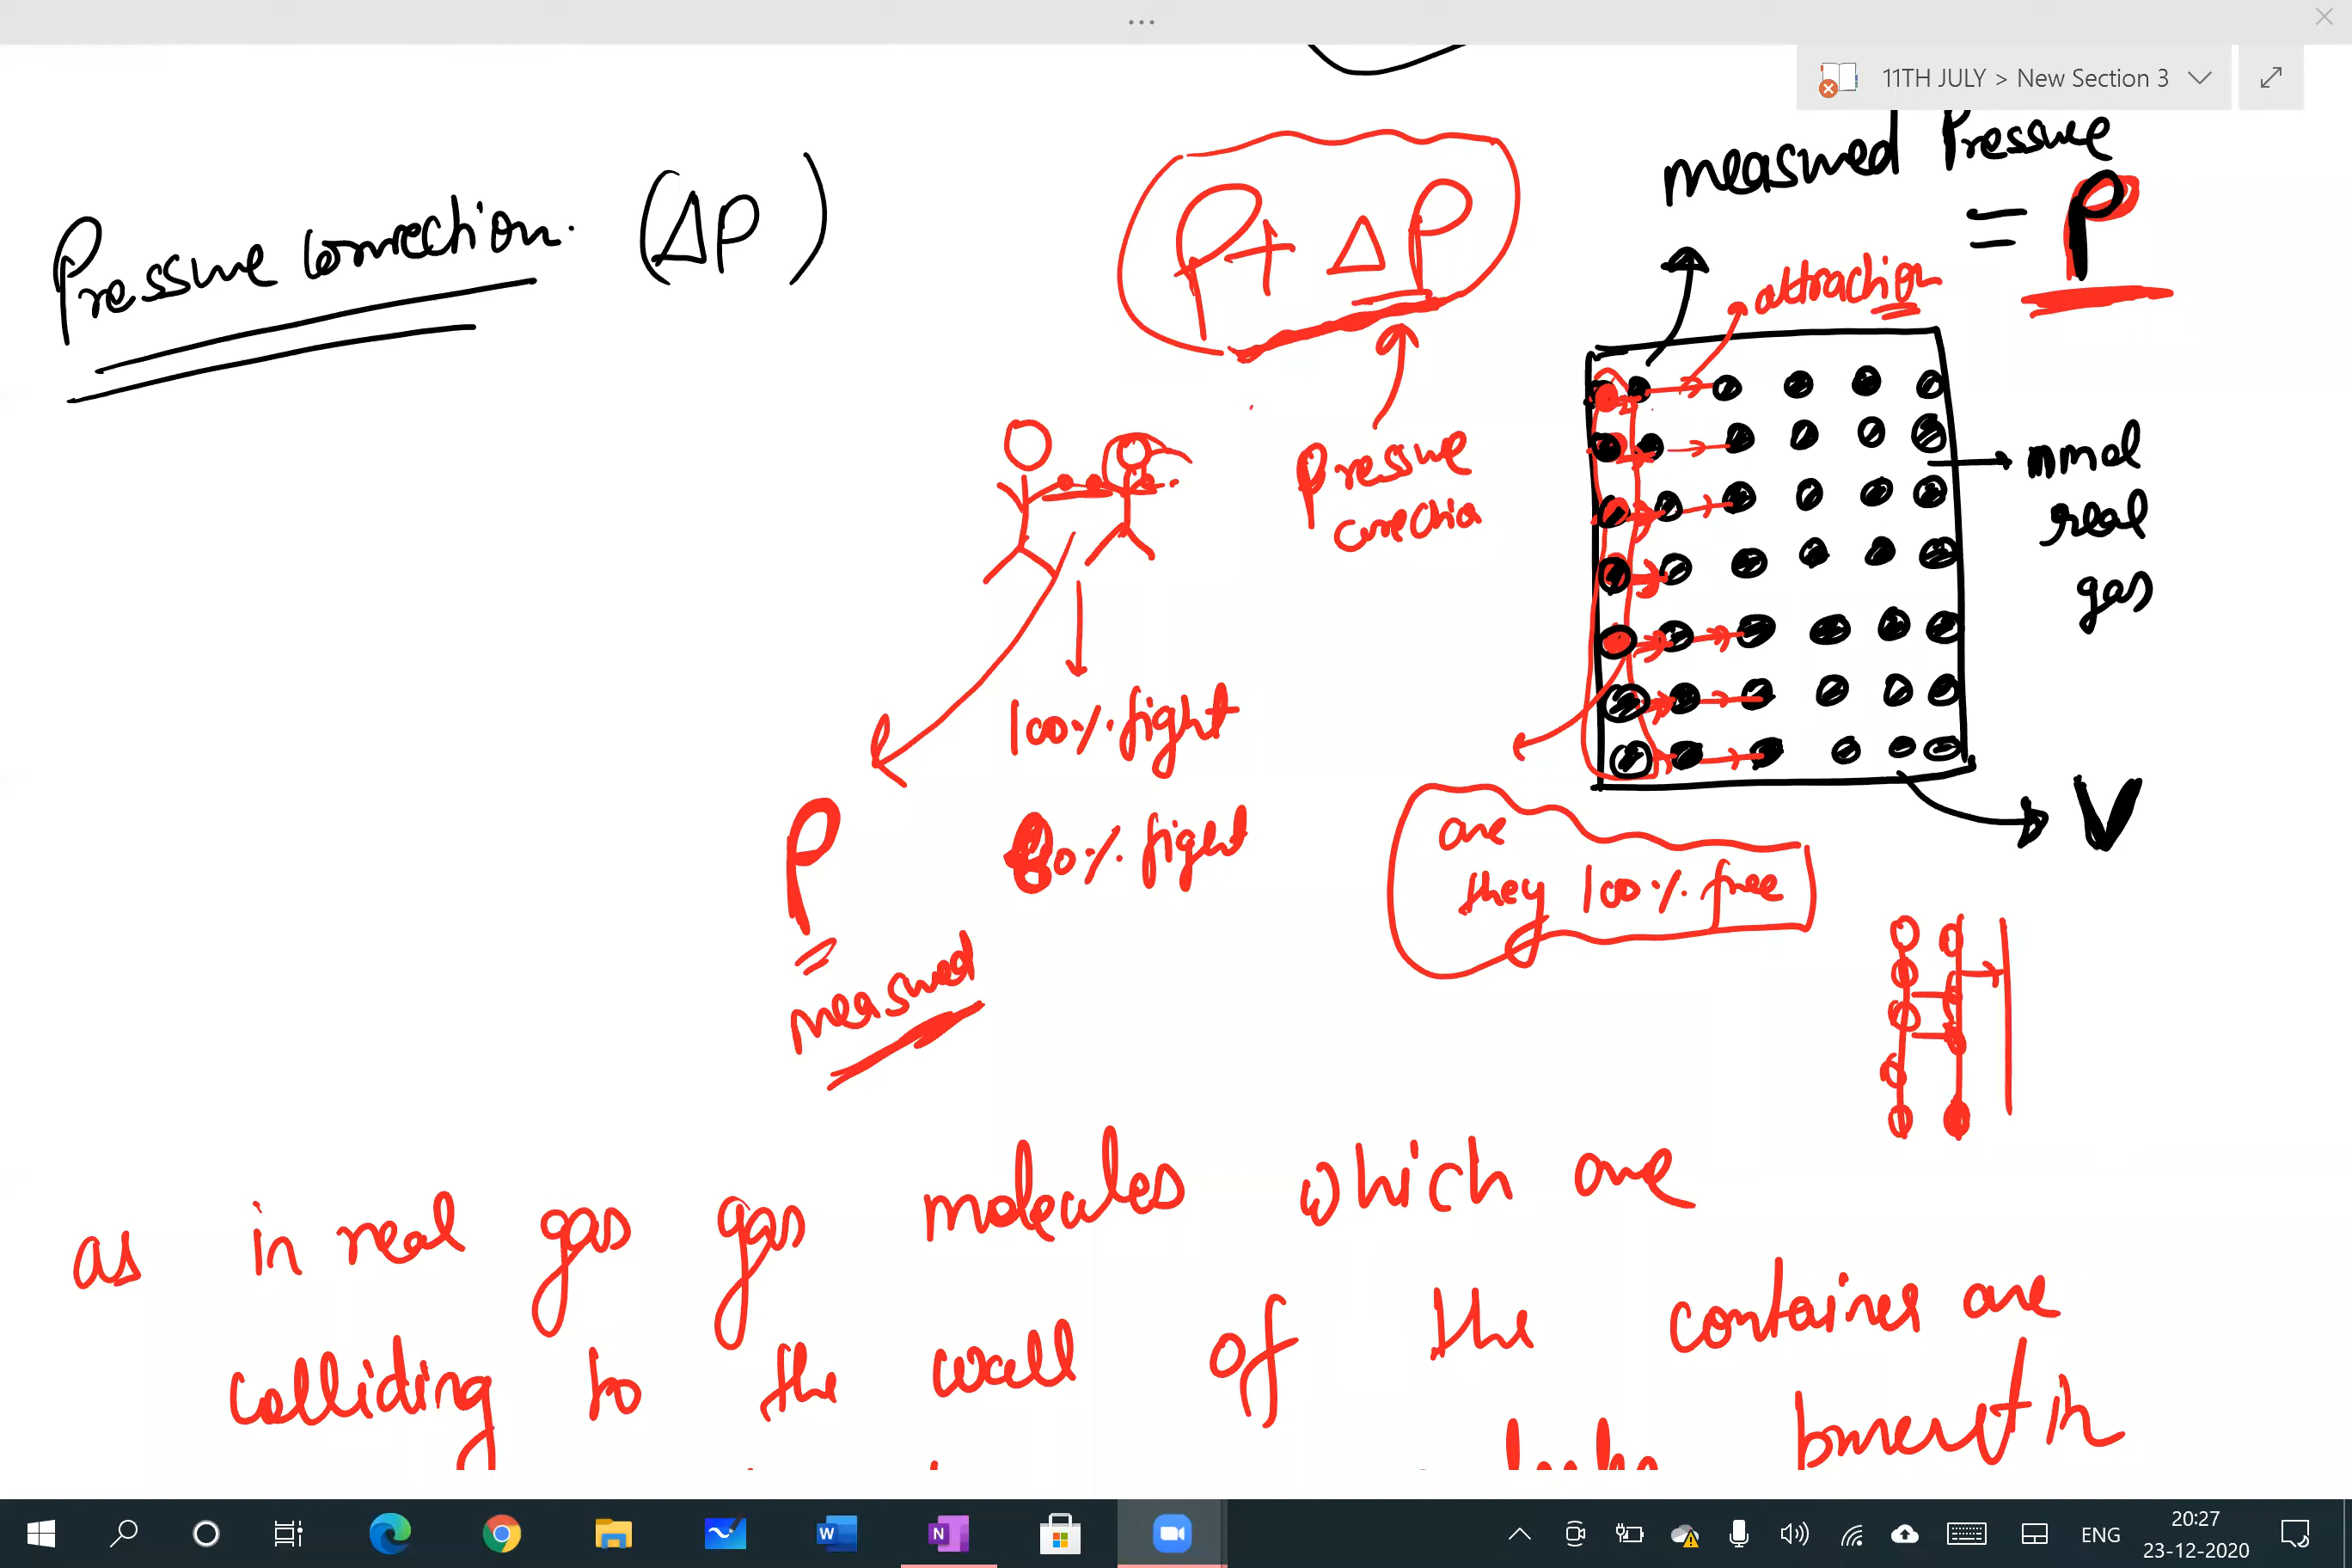 ...
11TH JULY > New Section 3
Pressure correction. (ΔP)
P + ΔP
Pressure
correction
measured Pressure
= P
attraction
n mol
real
gas
V
100% fight
80% fight
P
measured
are
they 100% free
as in real gas gas molecules which are
colliding to the wall of the container are
ENG
20:27
23-12-2020